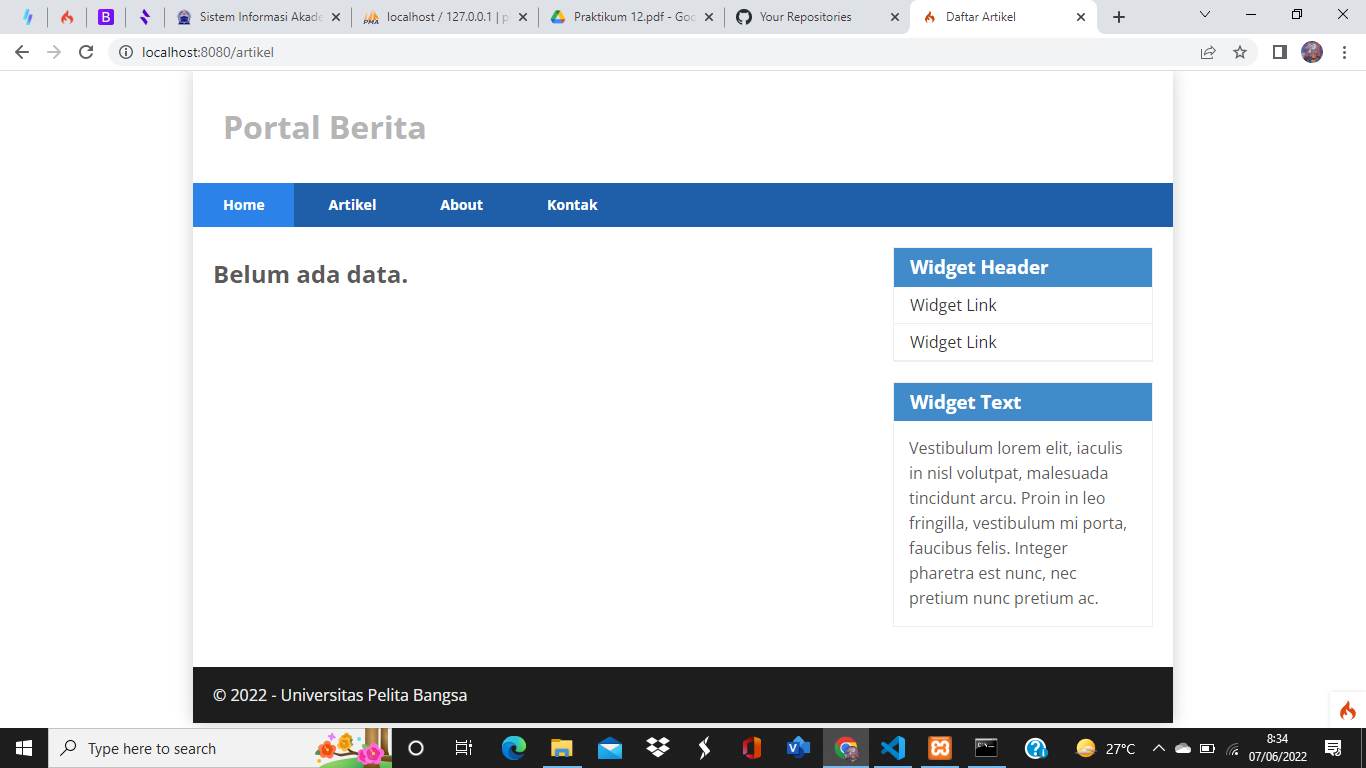 Sistem Informasi Akade
localhost / 127.0.0.1 | p
Praktikum 12.pdf - Goo
Your Repositories
Daftar Artikel
localhost:8080/artikel
Portal Berita
Home Artikel About Kontak
Belum ada data.
Widget Header
Widget Link
Widget Link
Widget Text
Vestibulum lorem elit, iaculis
in nisl volutpat, malesuada
tincidunt arcu. Proin in leo
fringilla, vestibulum mi porta,
faucibus felis. Integer
pharetra est nunc, nec
pretium nunc pretium ac.
© 2022 - Universitas Pelita Bangsa
Type here to search
27°C
8:34
07/06/2022